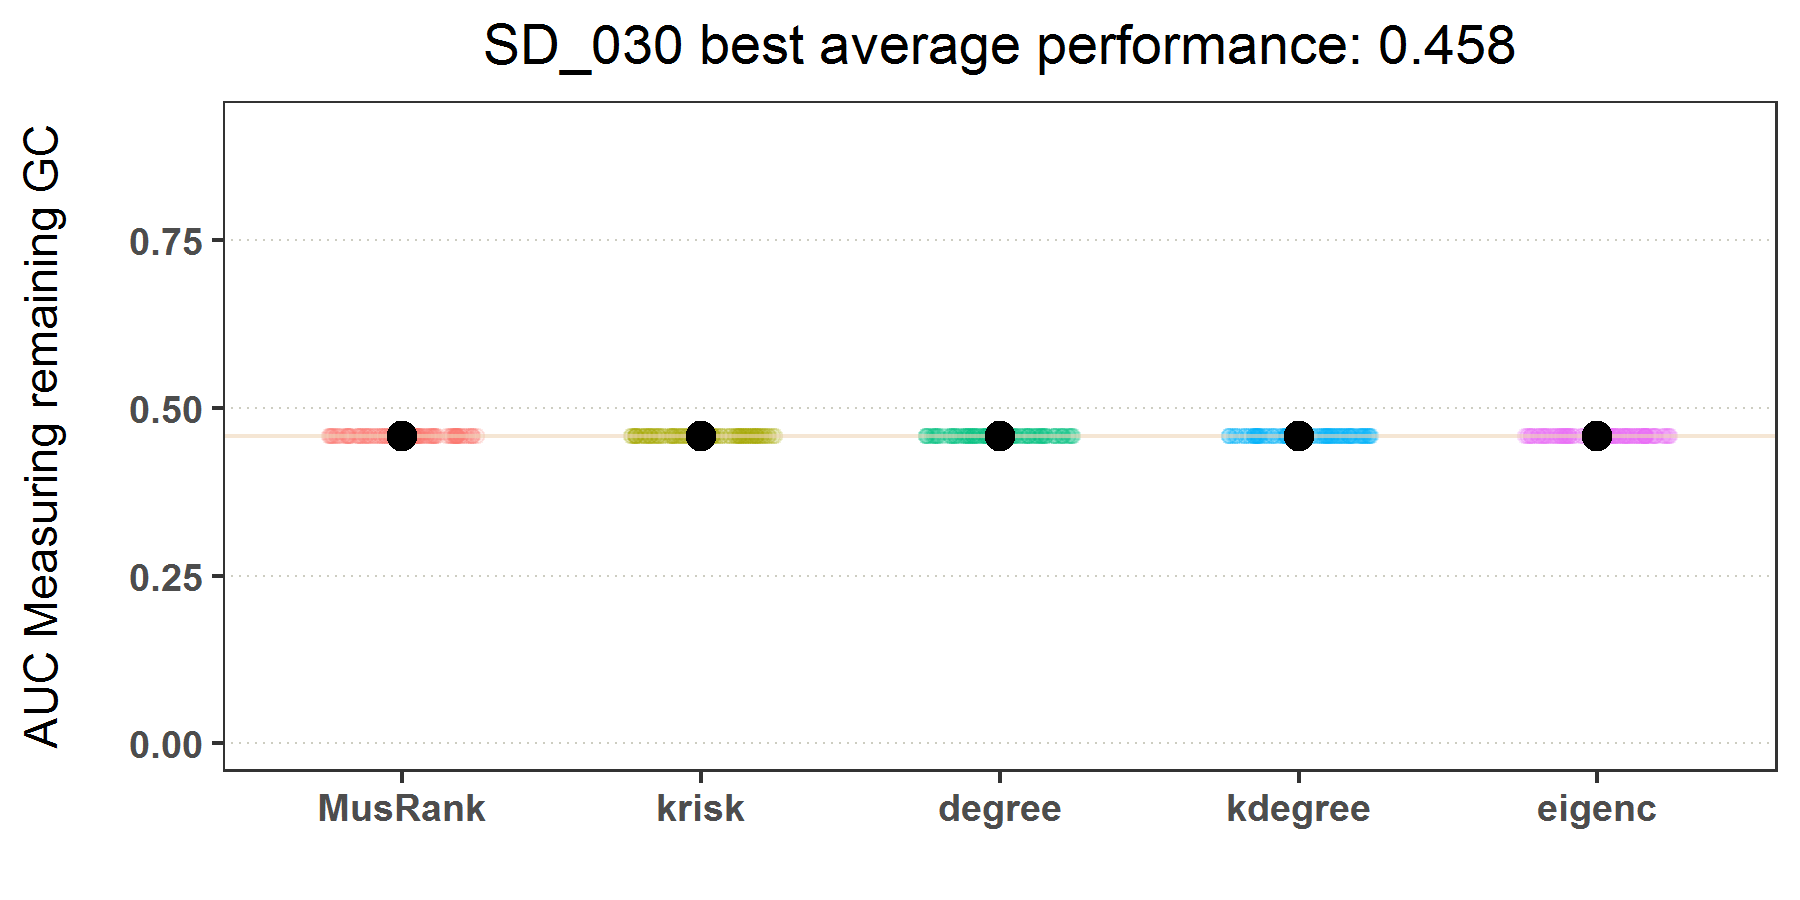 SD_030 best average performance: 0.458
AUC Measuring remaining GC
0.75
0.50
0.25
0.00
MusRank krisk degree kdegree eigenc